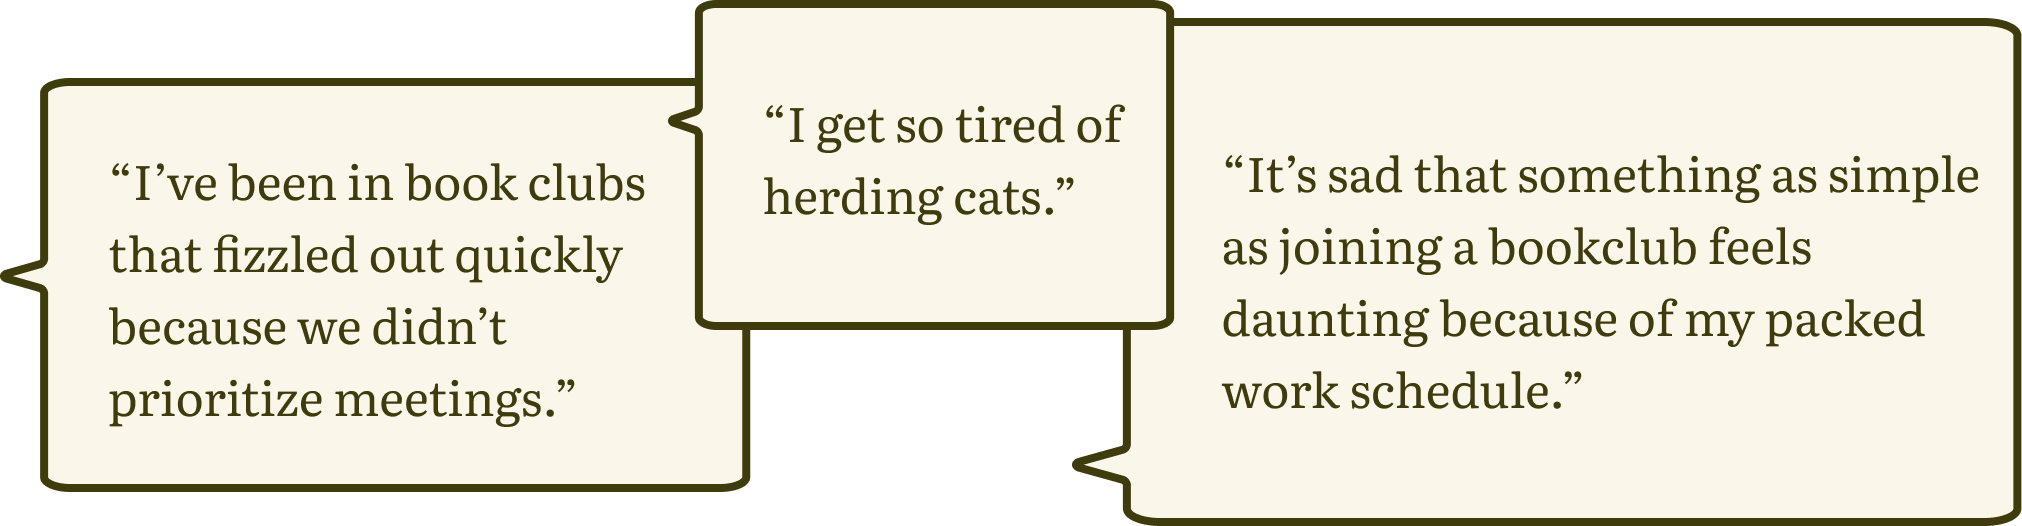 “I’ve been in book clubs
that fizzled out quickly
because we didn’t
prioritize meetings.”
“I get so tired of
herding cats.”
“It’s sad that something as simple
as joining a bookclub feels
daunting because of my packed
work schedule.”